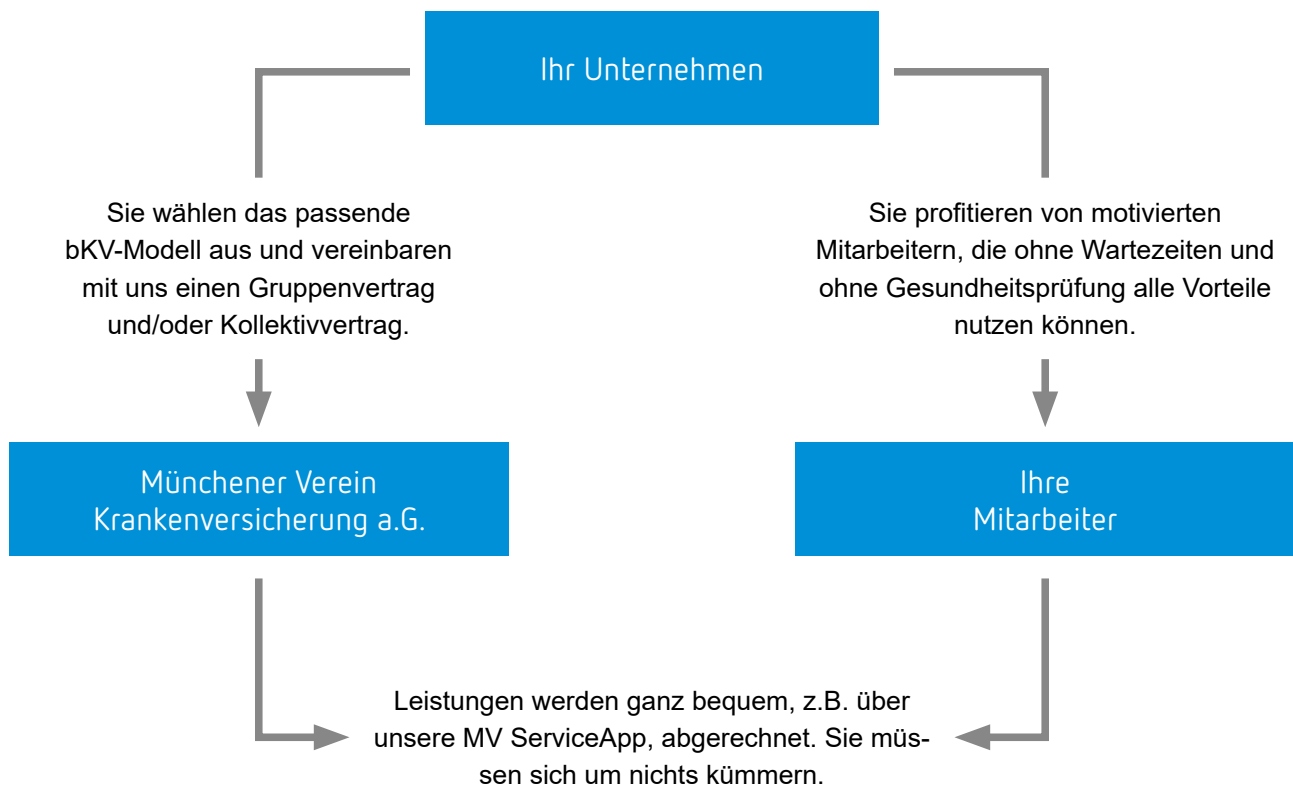 Ihr Unternehmen
Sie wählen das passende
bKV-Modell aus und vereinbaren
mit uns einen Gruppenvertrag
und/oder Kollektivvertrag.
Sie profitieren von motivierten
Mitarbeitern, die ohne Wartezeiten und
ohne Gesundheitsprüfung alle Vorteile
nutzen können.
Münchener Verein
Krankenversicherung a.G.
Ihre
Mitarbeiter
Leistungen werden ganz bequem, z.B. über
unsere MV ServiceApp, abgerechnet. Sie müs-
sen sich um nichts kümmern.